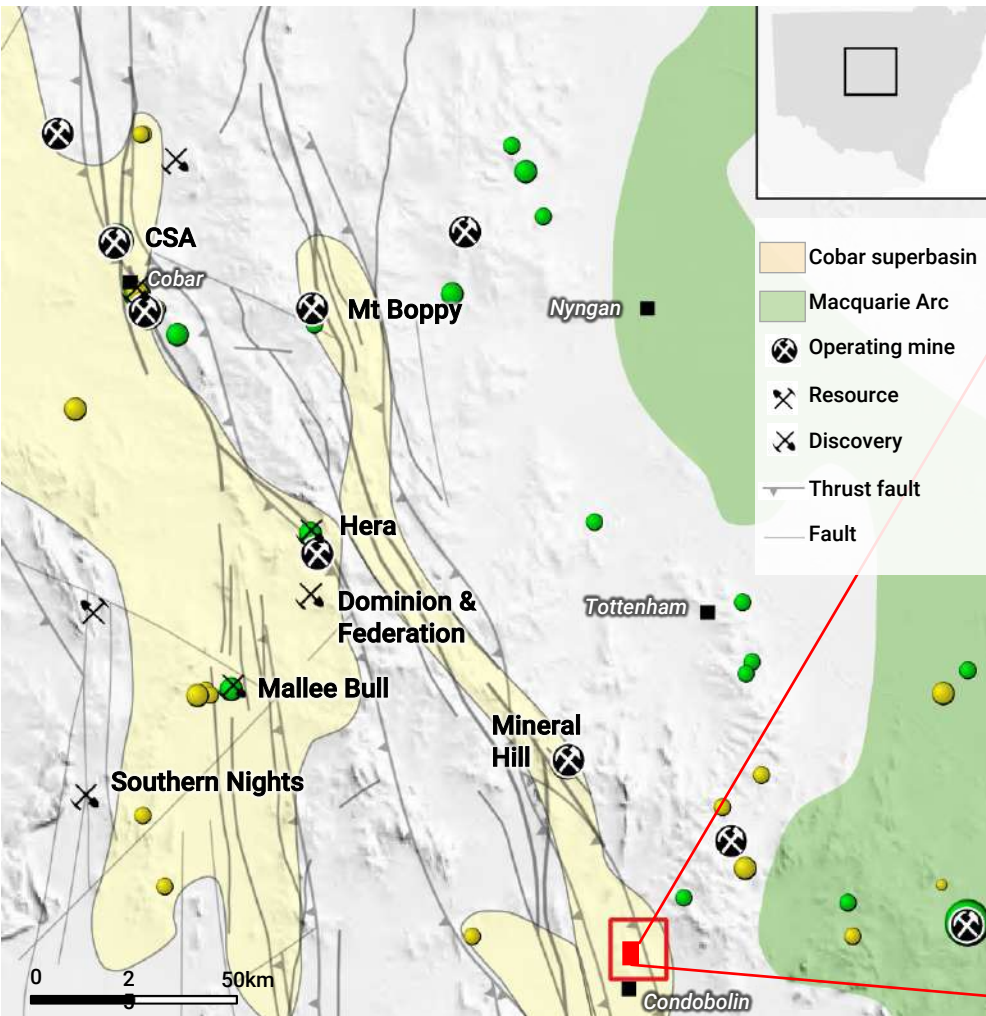 CSA
Cobar
Mt Boppy
Nyngan
Cobar superbasin
Macquarie Arc
Operating mine
Resource
Discovery
Thrust fault
Fault
Hera
Dominion &
Federation
Tottenham
Mallee Bull
Mineral
Hill
Southern Nights
0 2 50km
Condobolin